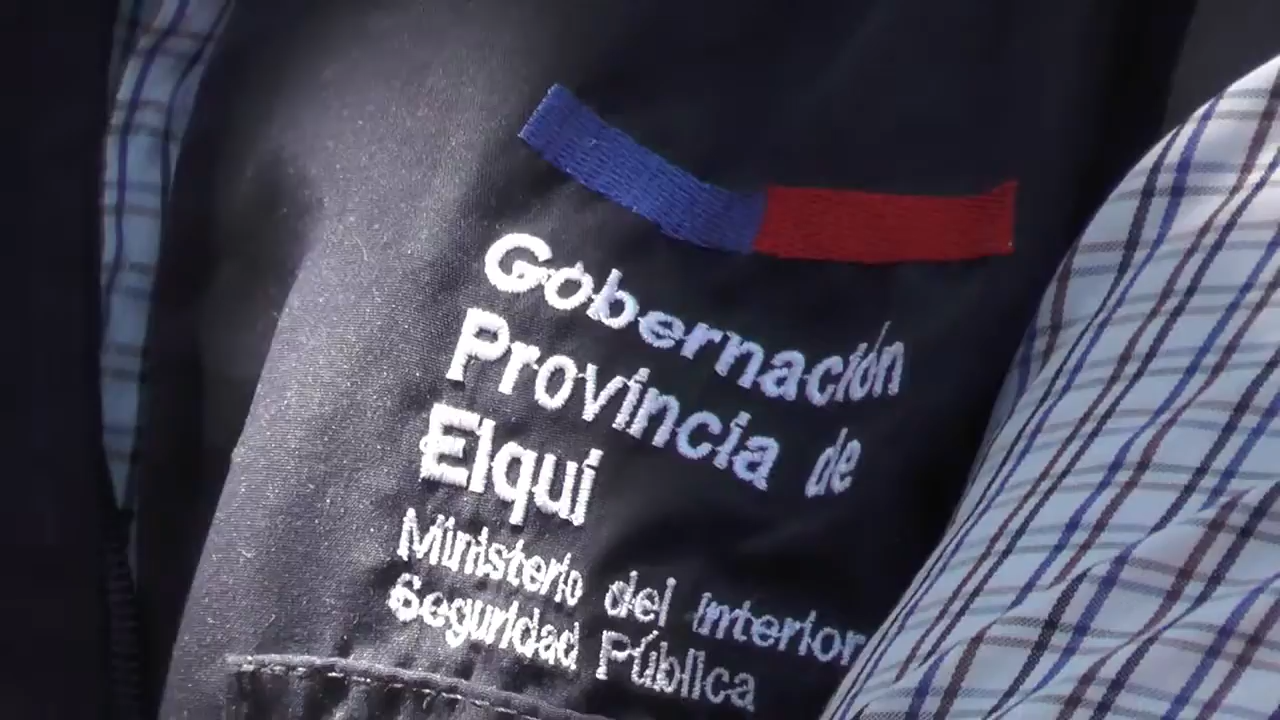 Gobernación
Provincia de
Elqui
Ministerio del Interior
Seguridad Pública